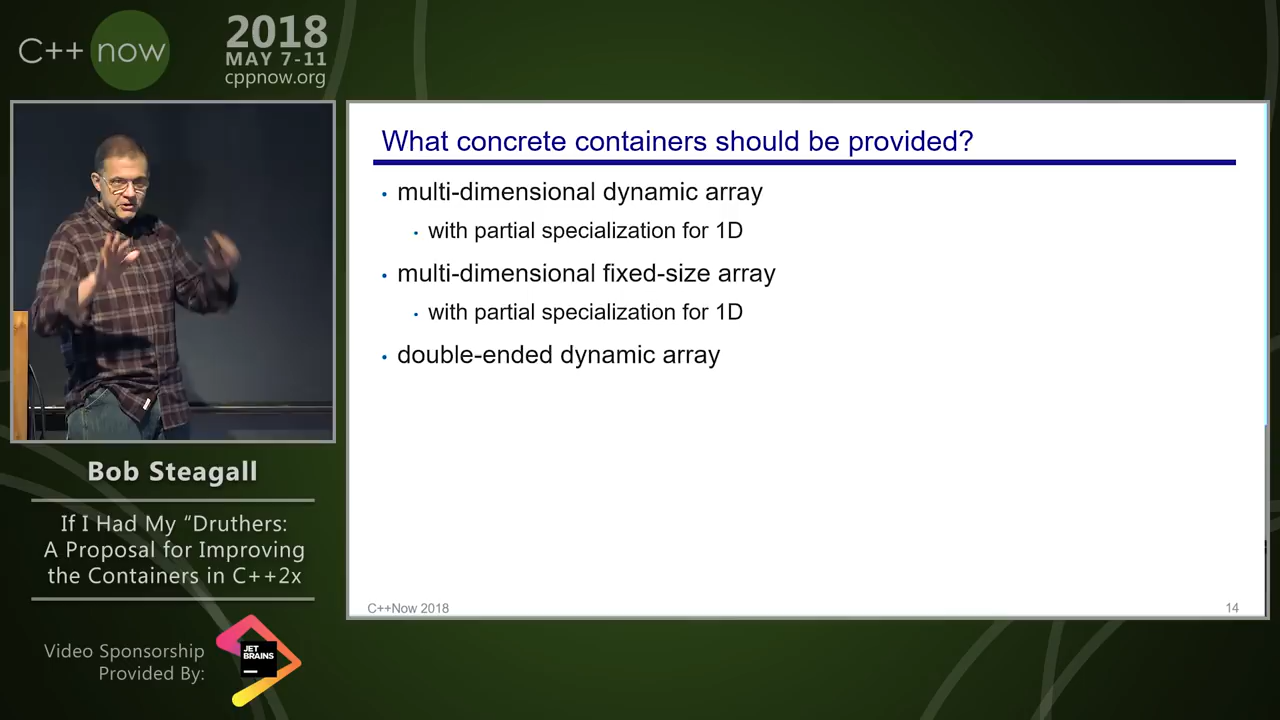 C++ now
2018
MAY 7-11
cppnow.org
What concrete containers should be provided?
• multi-dimensional dynamic array
• with partial specialization for 1D
• multi-dimensional fixed-size array
• with partial specialization for 1D
• double-ended dynamic array
C++Now 2018
14
Bob Steagall
If I Had My “Druthers:
A Proposal for Improving
the Containers in C++2x
Video Sponsorship
Provided By:
JET
BRAINS